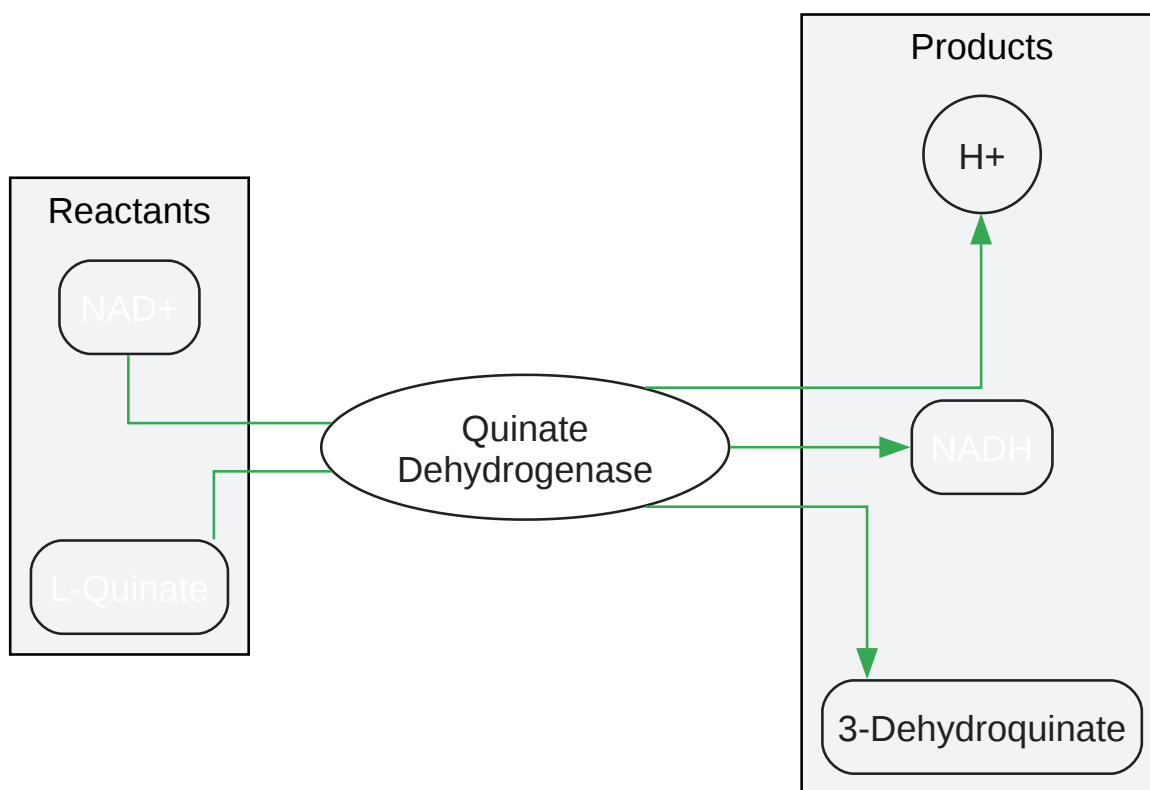 Reactants
NAD+
L-Quinate
Quinate
Dehydrogenase
Products
H+
NADH
3-Dehydroquinate